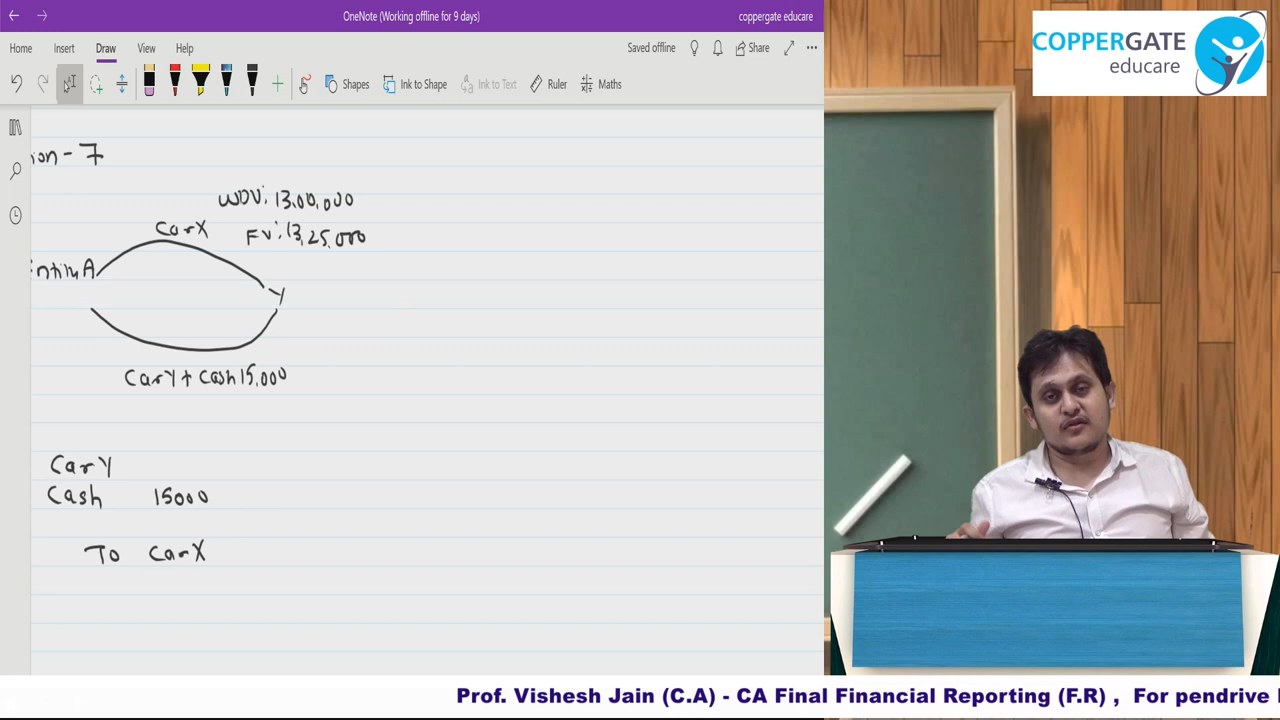 OneNote (Working offline for 9 days)
coppergate educare
Home Insert Draw View Help
Saved offline
Share
Shapes
Ink to Shape
Ink to Text
Ruler
Maths
COPPERGATE
educare
ion - 7
WDV: 13,00,000
Car X
FV: 13,25,000
ntity A
Y
Car Y + Cash 15,000
Car Y
Cash 15000
To Car X
Prof. Vishesh Jain (C.A) - CA Final Financial Reporting (F.R) , For pendrive